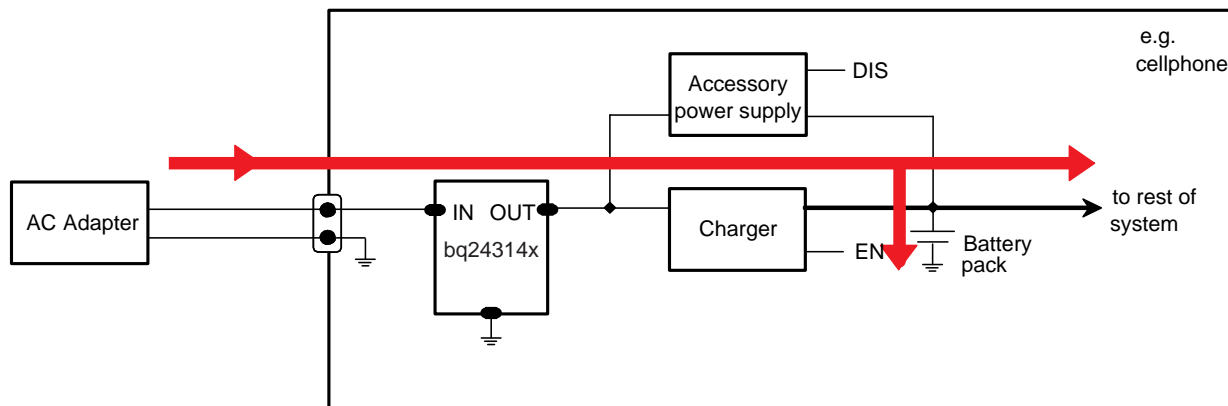 e.g.
cellphone
Accessory
power supply
DIS
AC Adapter
IN OUT
bq24314x
Charger
EN
to rest of
system
Battery
pack